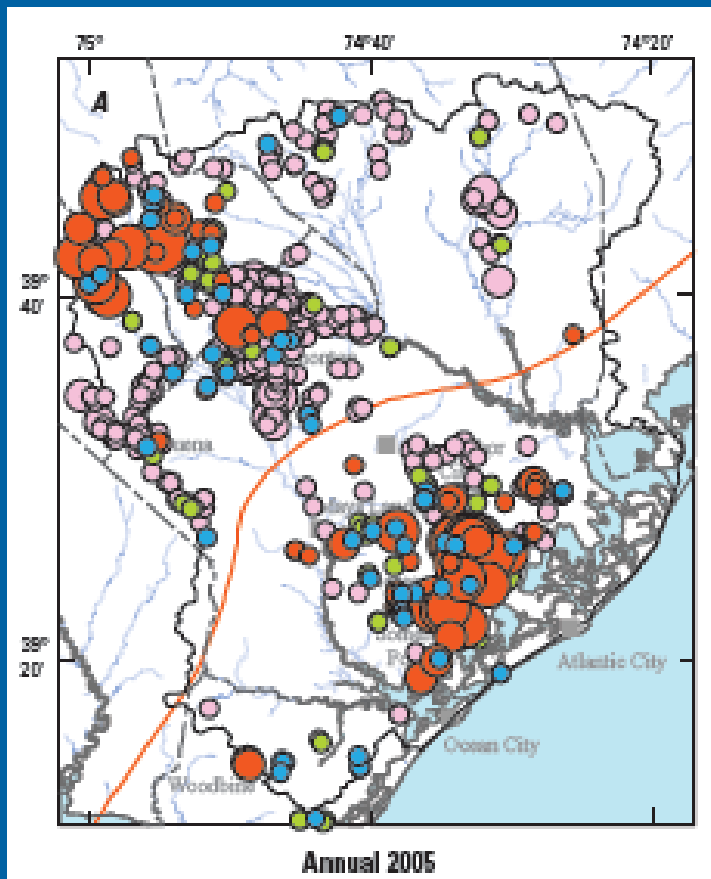 75° 74°40' 74°20'
A
39°
40'
39°
20'
Atlantic City
Ocean City
Woodbine
Annual 2005